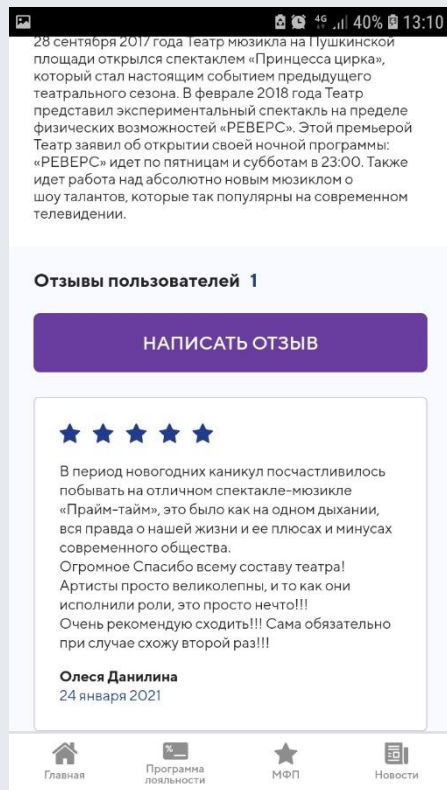 4G 40% 13:10
28 сентября 2017 года Театр мюзикла на Пушкинской
площади открылся спектаклем «Принцесса цирка»,
который стал настоящим событием предыдущего
театрального сезона. В феврале 2018 года Театр
представил экспериментальный спектакль на пределе
физических возможностей «РЕВЕРС». Этой премьерой
Театр заявил об открытии своей ночной программы:
«РЕВЕРС» идет по пятницам и субботам в 23:00. Также
идет работа над абсолютно новым мюзиклом о
шоу талантов, которые так популярны на современном
телевидении.
Отзывы пользователей 1
НАПИСАТЬ ОТЗЫВ
В период новогодних каникул посчастливилось
побывать на отличном спектакле-мюзикле
«Прайм-тайм», это было как на одном дыхании,
вся правда о нашей жизни и ее плюсах и минусах
современного общества.
Огромное Спасибо всему составу театра!
Артисты просто великолепны, и то как они
исполнили роли, это просто нечто!!!
Очень рекомендую сходить!!! Сама обязательно
при случае схожу второй раз!!!
Олеся Данилина
24 января 2021
Главная
Программа
лояльности
МФП
Новости